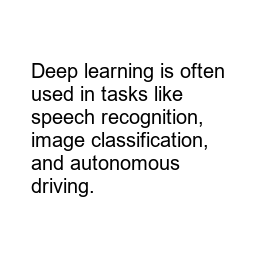 Deep learning is often
used in tasks like
speech recognition,
image classification,
and autonomous
driving.